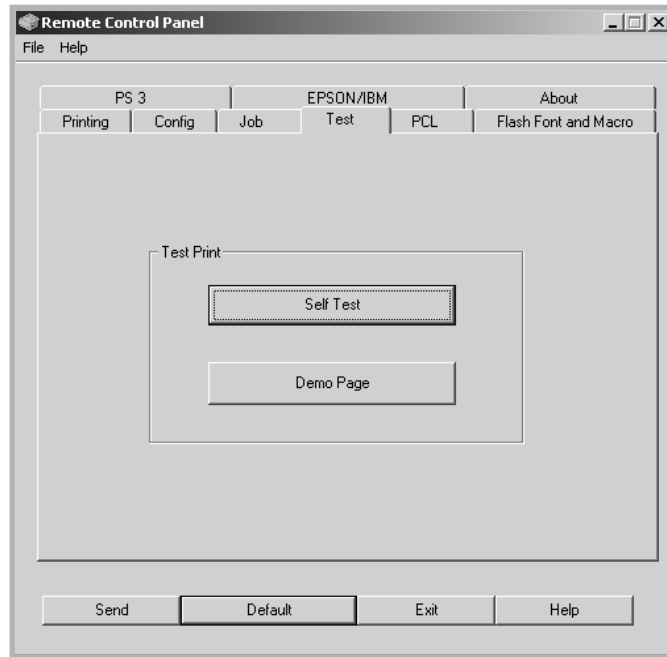 Remote Control Panel
File Help
PS 3 EPSON/IBM About
Printing Config Job Test PCL Flash Font and Macro
Test Print
Self Test
Demo Page
Send Default Exit Help